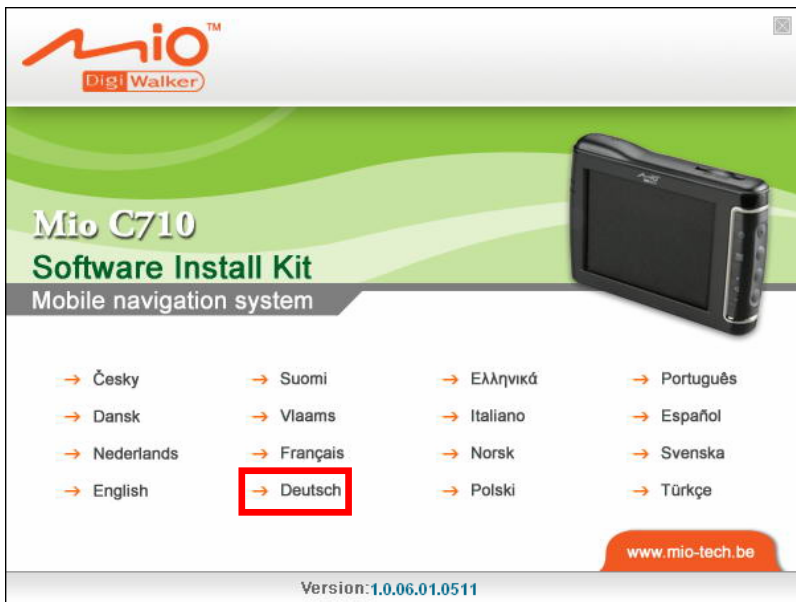 Mio™
Digi Walker
Mio
Mio C710
Software Install Kit
Mobile navigation system
Česky
Suomi
Ελληνικά
Português
Dansk
Vlaams
Italiano
Español
Nederlands
Français
Norsk
Svenska
English
Deutsch
Polski
Türkçe
www.mio-tech.be
Version:1.0.06.01.0511